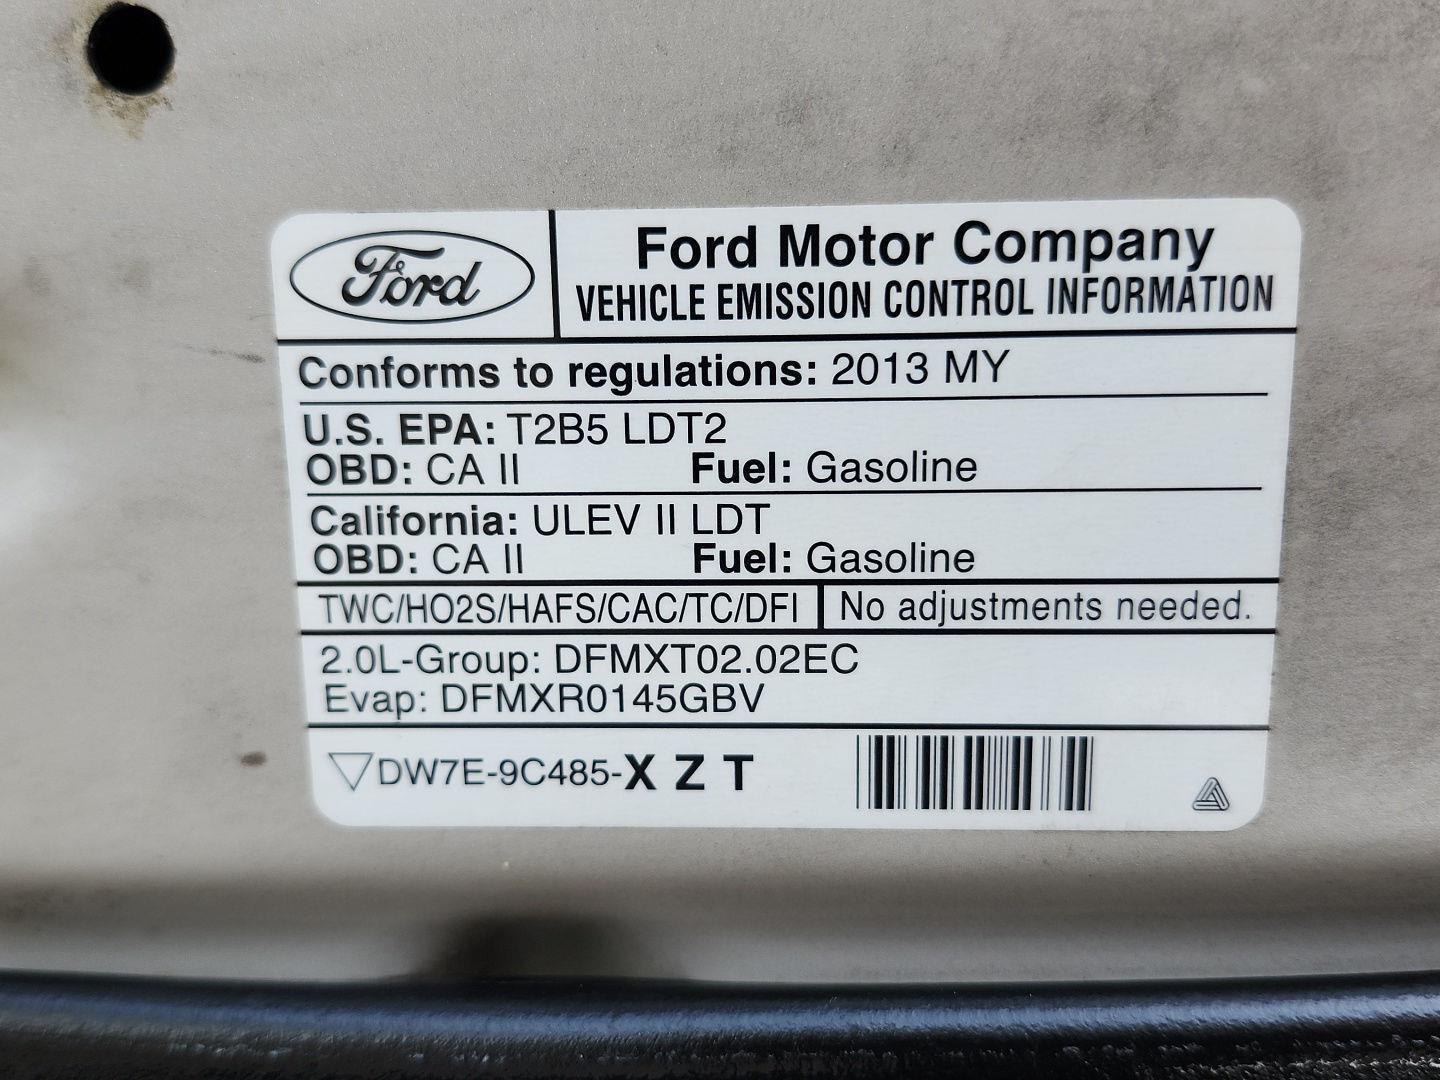 Ford
Ford Motor Company
VEHICLE EMISSION CONTROL INFORMATION
Conforms to regulations: 2013 MY
U.S. EPA: T2B5 LDT2
OBD: CA II Fuel: Gasoline
California: ULEV II LDT
OBD: CA II Fuel: Gasoline
TWC/HO2S/HAFS/CAC/TC/DFI No adjustments needed.
2.0L-Group: DFMXT02.02EC
Evap: DFMXR0145GBV
DW7E-9C485-X Z T